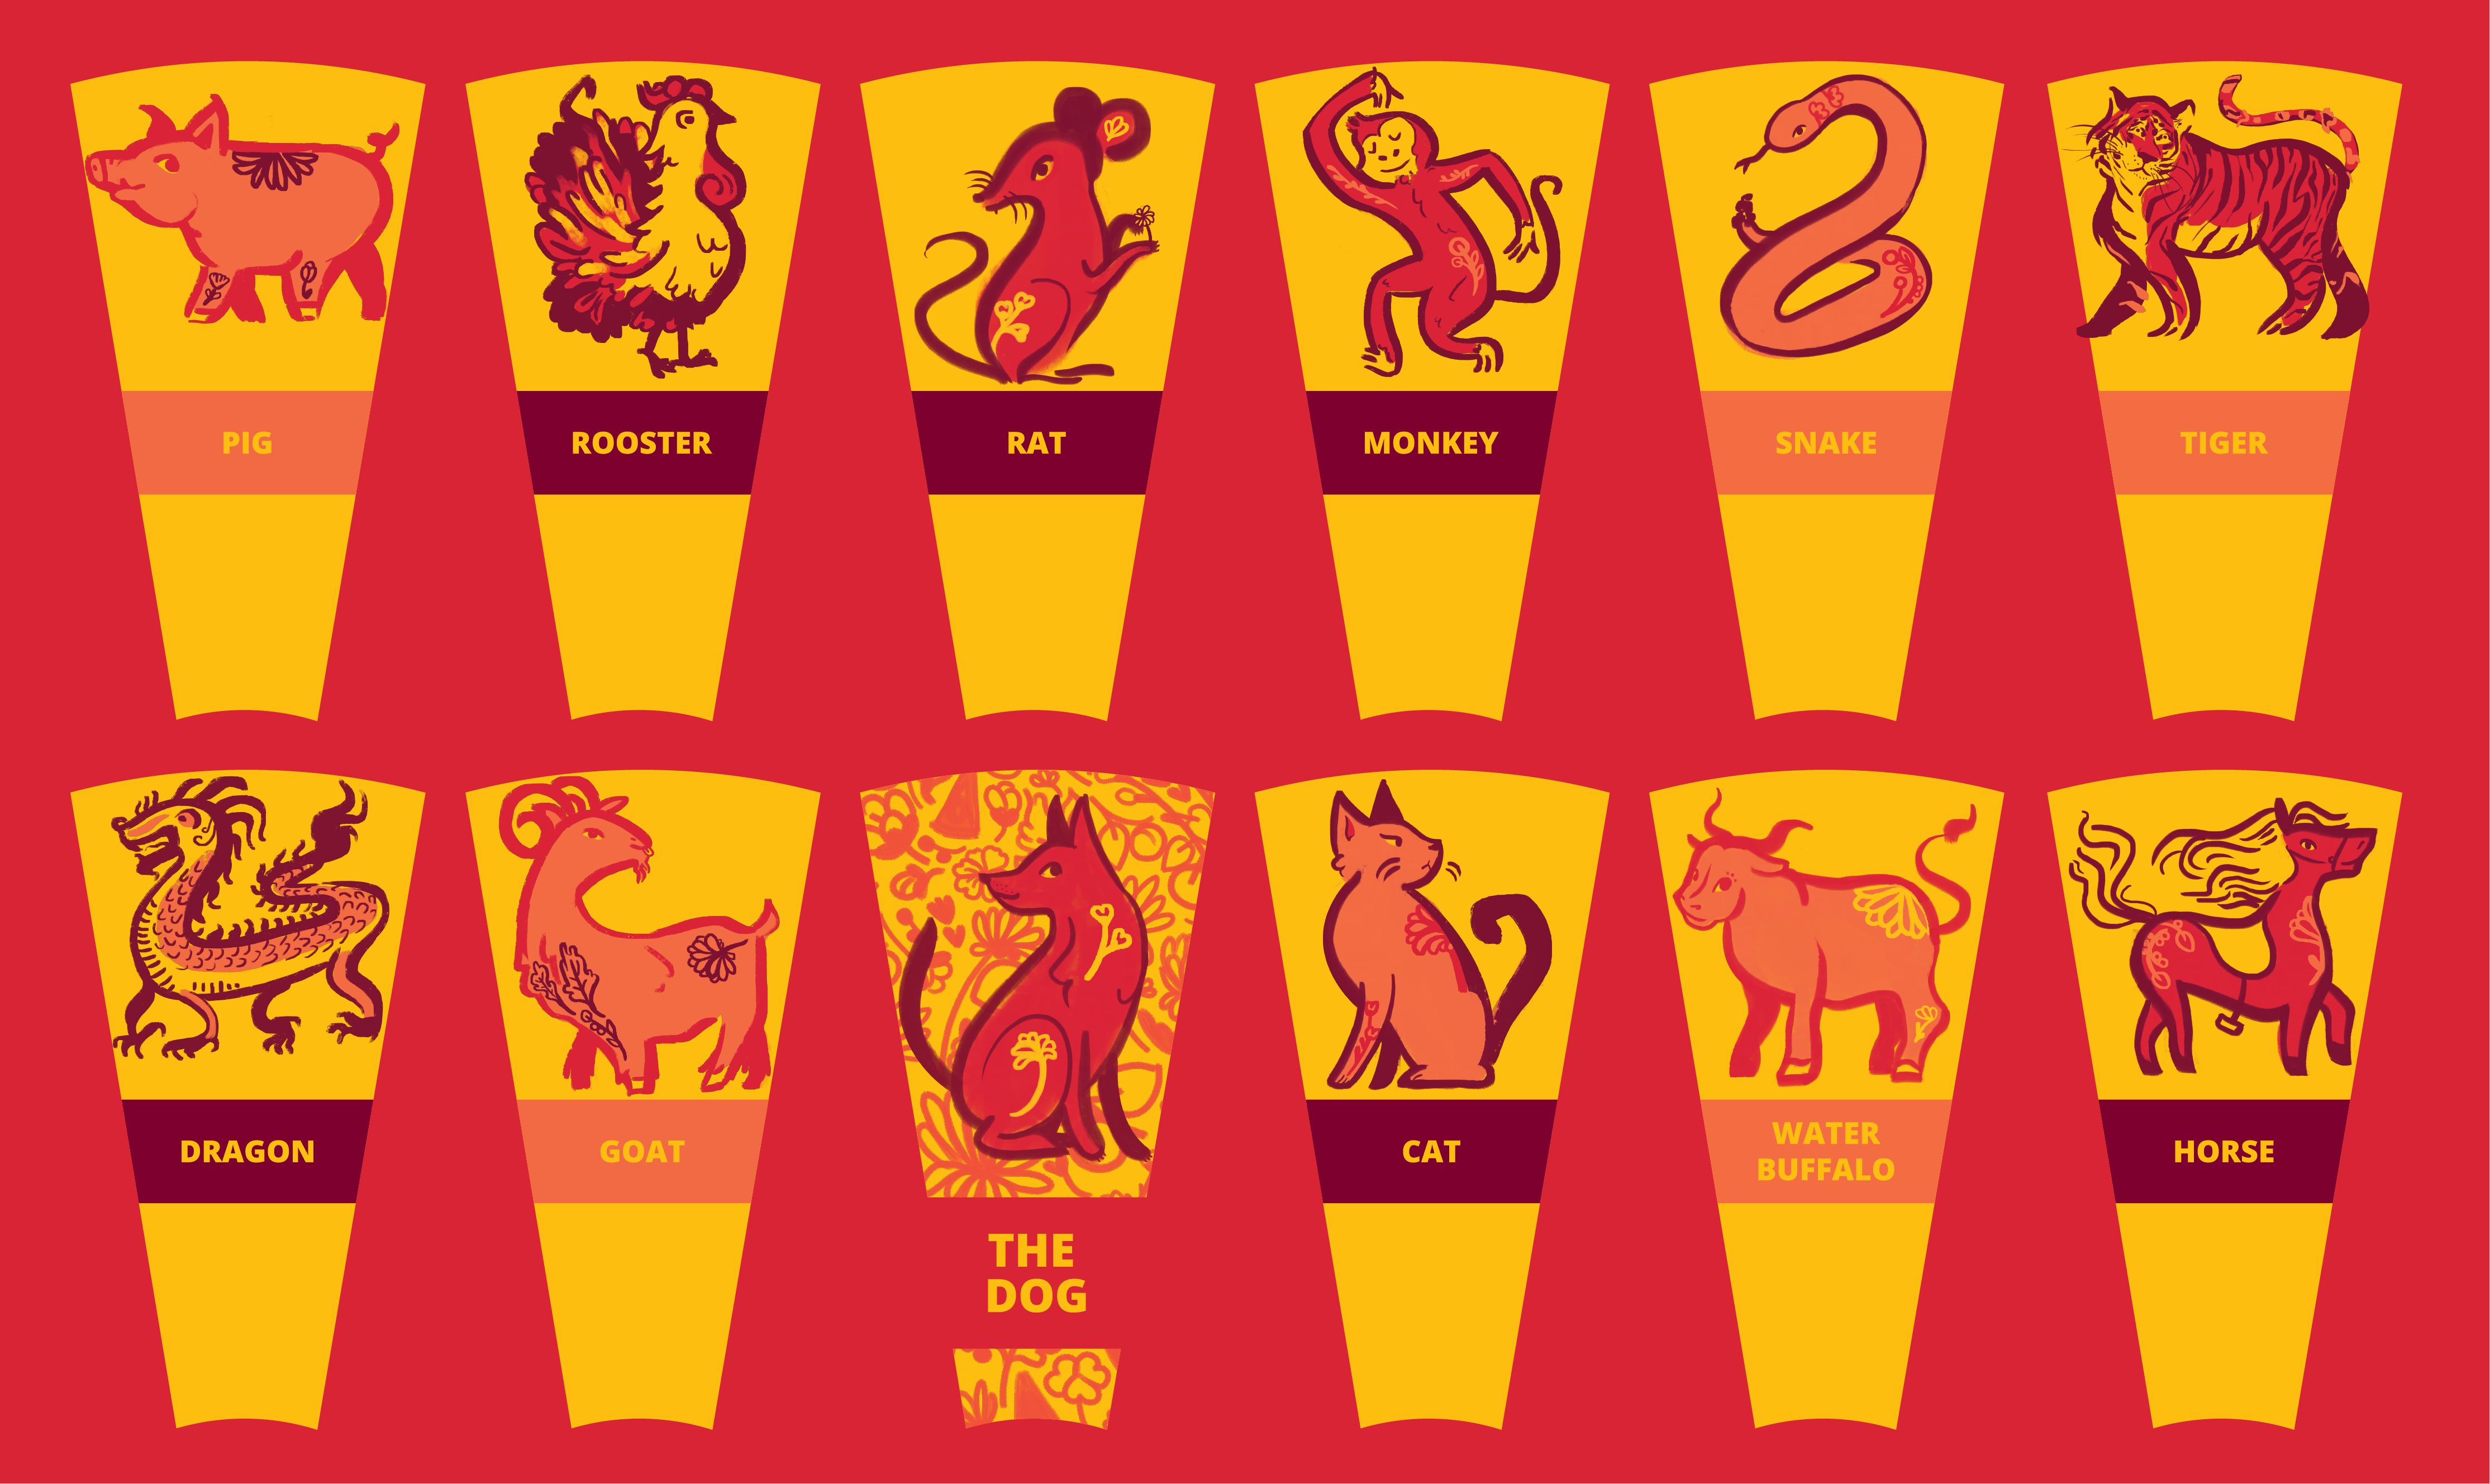 PIG
ROOSTER
RAT
MONKEY
SNAKE
TIGER
DRAGON
GOAT
THE
DOG
CAT
WATER
BUFFALO
HORSE